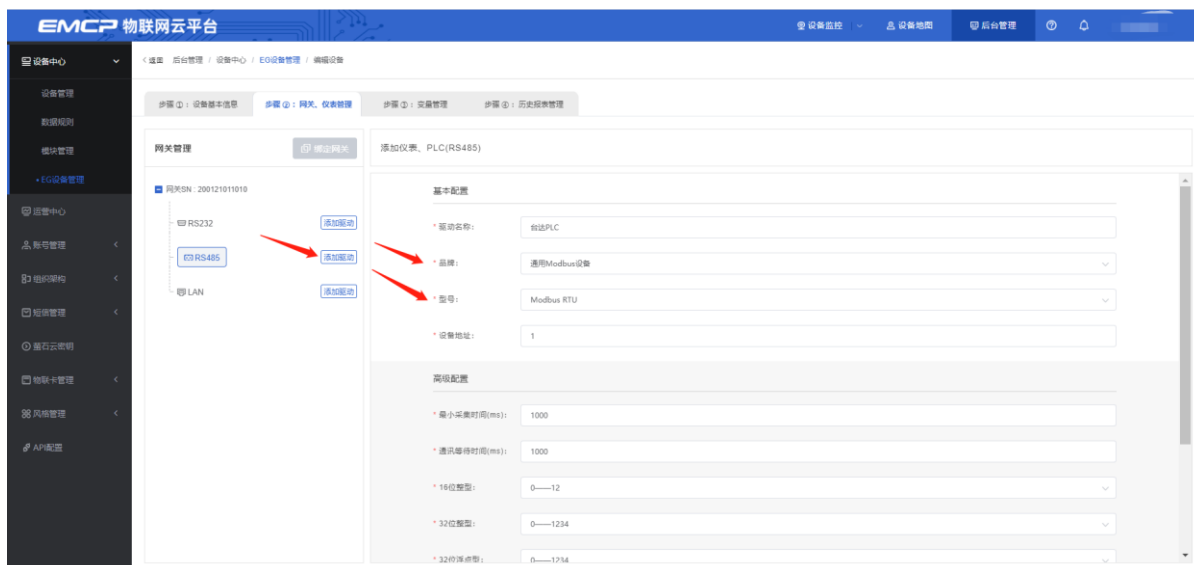 EMCP 物联网云平台
设备监控
设备地图
后台管理
设备中心
设备管理
数据规则
模块管理
• EG设备管理
运营中心
账号管理
组织架构
短信管理
萤石云密钥
物联卡管理
风格管理
API配置
< 返回 后台管理 / 设备中心 / EG设备管理 / 编辑设备
步骤①：设备基本信息 步骤②：网关、仪表管理 步骤③：变量管理 步骤④：历史报表管理
网关管理 绑定网关
网关SN : 200121011010
RS232 添加驱动
RS485 添加驱动
LAN 添加驱动
添加仪表、PLC(RS485)
基本配置
* 驱动名称： 台达PLC
* 品牌： 通用Modbus设备
* 型号： Modbus RTU
* 设备地址： 1
高级配置
* 最小采集时间(ms)： 1000
* 通讯等待时间(ms)： 1000
* 16位整型： 0——12
* 32位整型： 0——1234
* 32位浮点型： 0——1234